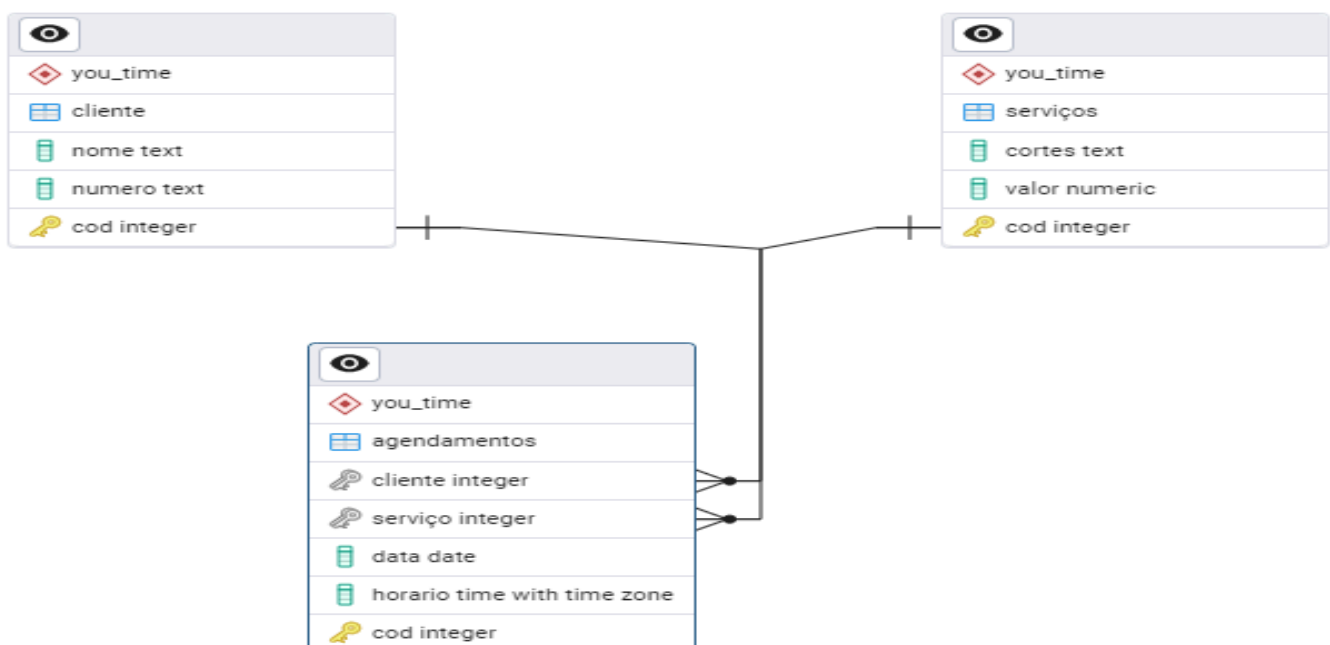 you_time
cliente
nome text
numero text
cod integer
you_time
serviços
cortes text
valor numeric
cod integer
you_time
agendamentos
cliente integer
serviço integer
data date
horario time with time zone
cod integer